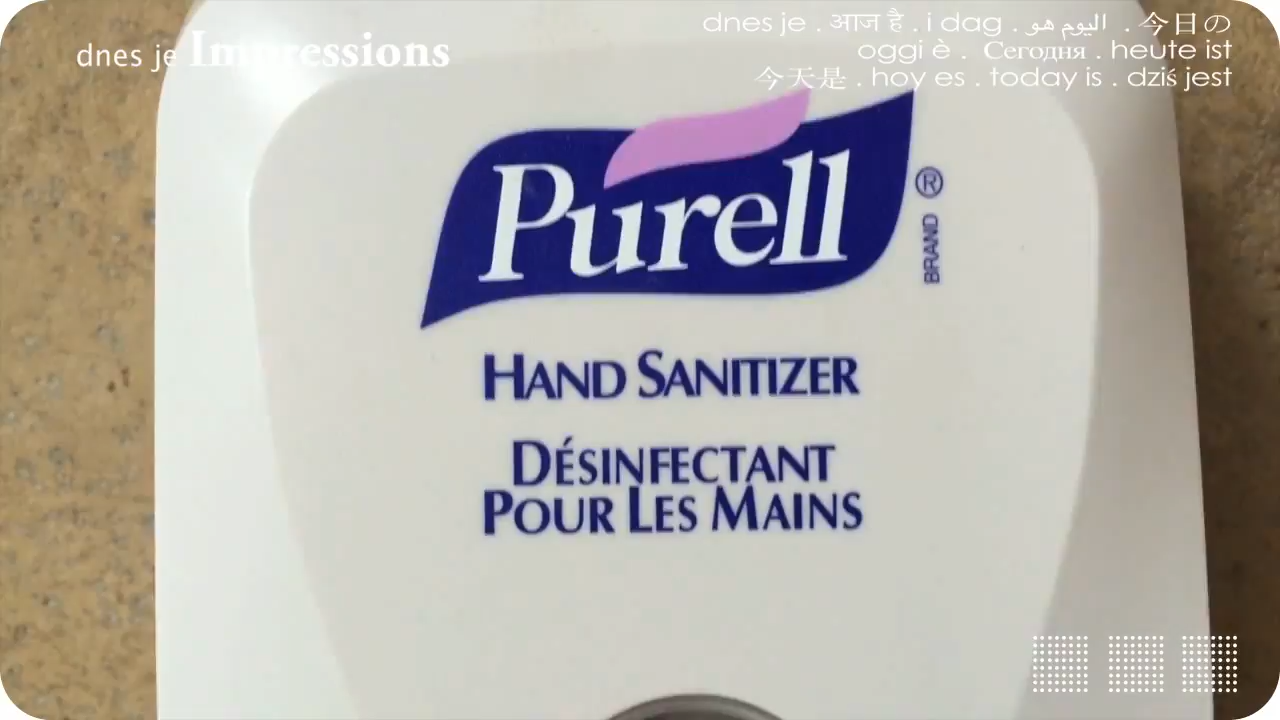 dnes je Impressions
dnes je . आज है . i dag . اليوم هو . 今日の
oggi è . Сегодня . heute ist
今天是 . hoy es . today is . dziś jest
Purell
®
BRAND
HAND SANITIZER
DÉSINFECTANT
POUR LES MAINS